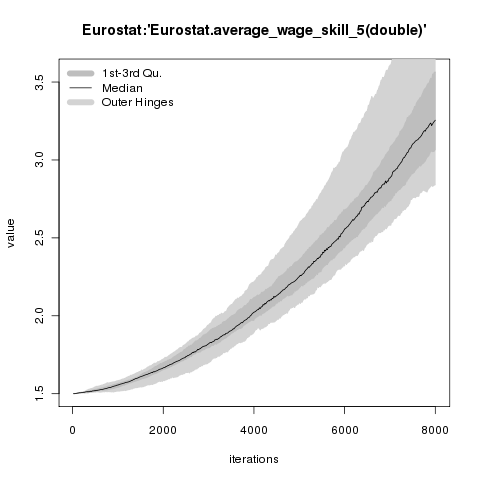 Eurostat:'Eurostat.average_wage_skill_5(double)'
1st-3rd Qu.
Median
Outer Hinges
value
3.5
3.0
2.5
2.0
1.5
0 2000 4000 6000 8000
iterations